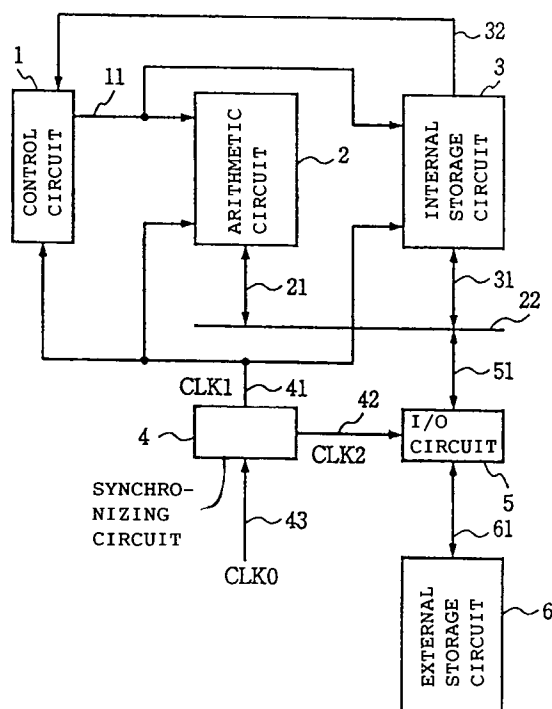 32
1
11
3
CONTROL
CIRCUIT
ARITHMETIC
CIRCUIT
2
INTERNAL
STORAGE
CIRCUIT
21
31
22
CLK1
41
51
42
4
CLK2
I/O
CIRCUIT
5
SYNCHRO-
NIZING
CIRCUIT
43
61
CLK0
EXTERNAL
STORAGE
CIRCUIT
6